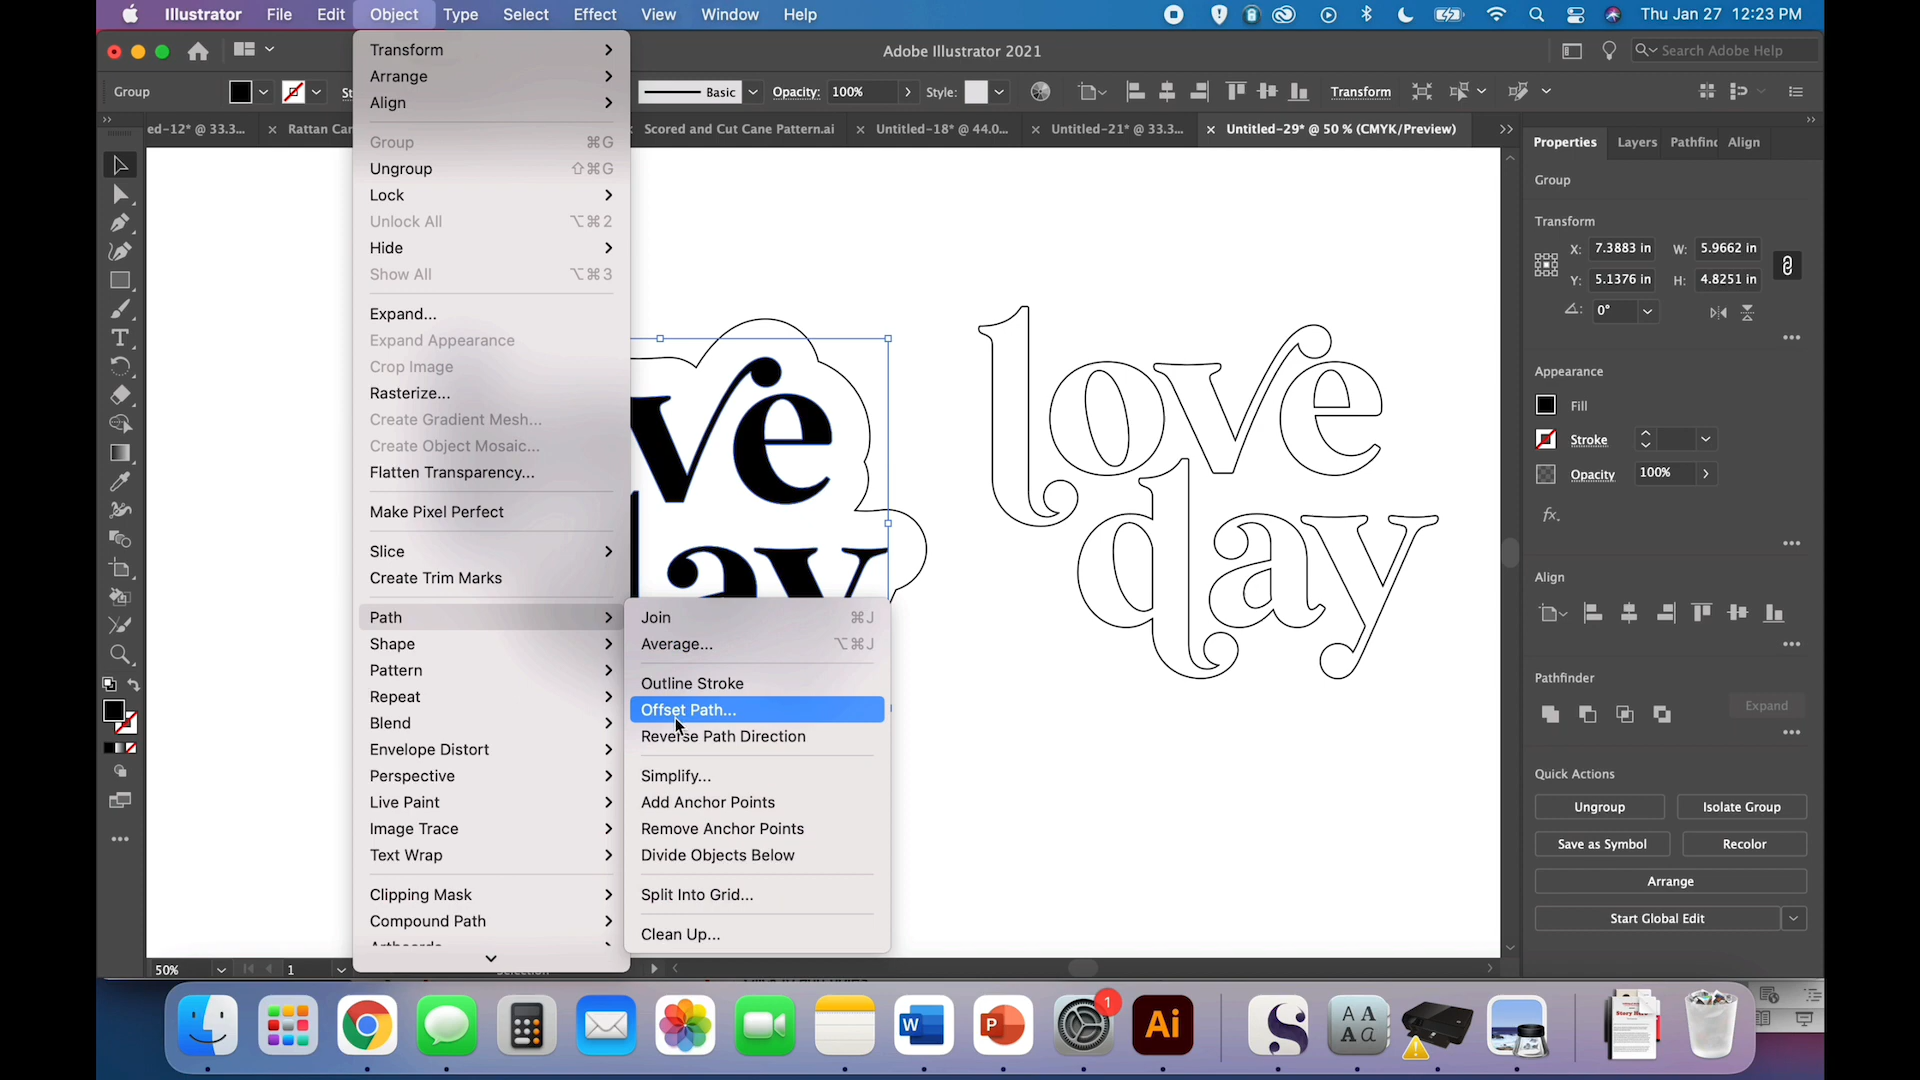 Illustrator File Edit Object Type Select Effect View Window Help Thu Jan 27 12:23 PM
Adobe Illustrator 2021
Search Adobe Help
Group St Basic Opacity: 100% Style: Transform
ed-12* @ 33.3... × Rattan Car Scored and Cut Cane Pattern.ai × Untitled-18* @ 44.0... × Untitled-21* @ 33.3... × Untitled-29* @ 50 % (CMYK/Preview)
Transform
Arrange
Align
Group ⌘G
Ungroup ⇧⌘G
Lock
Unlock All ⌥⌘2
Hide
Show All ⌥⌘3
Expand...
Expand Appearance
Crop Image
Rasterize...
Create Gradient Mesh...
Create Object Mosaic...
Flatten Transparency...
Make Pixel Perfect
Slice
Create Trim Marks
Path
Shape
Pattern
Repeat
Blend
Envelope Distort
Perspective
Live Paint
Image Trace
Text Wrap
Clipping Mask
Compound Path
Artboards
Join ⌘J
Average... ⌥⌘J
Outline Stroke
Offset Path...
Reverse Path Direction
Simplify...
Add Anchor Points
Remove Anchor Points
Divide Objects Below
Split Into Grid...
Clean Up...
ve
ay
love
day
Properties Layers Pathfind Align
Group
Transform
X: 7.3883 in W: 5.9662 in
Y: 5.1376 in H: 4.8251 in
0°
Appearance
Fill
Stroke
Opacity 100%
fx.
Align
Pathfinder
Expand
Quick Actions
Ungroup Isolate Group
Save as Symbol Recolor
Arrange
Start Global Edit
50% 1 Selection
W P 1 Ai A A A a